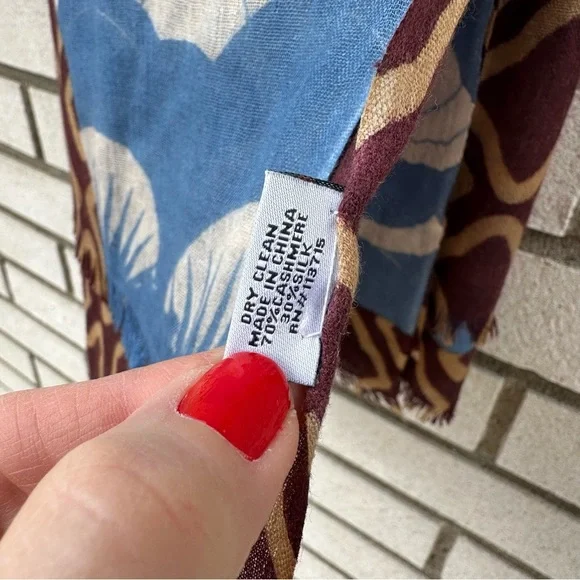 DRY CLEAN
MADE IN CHINA
70%CASHMERE
30%SILK
RN# 113715